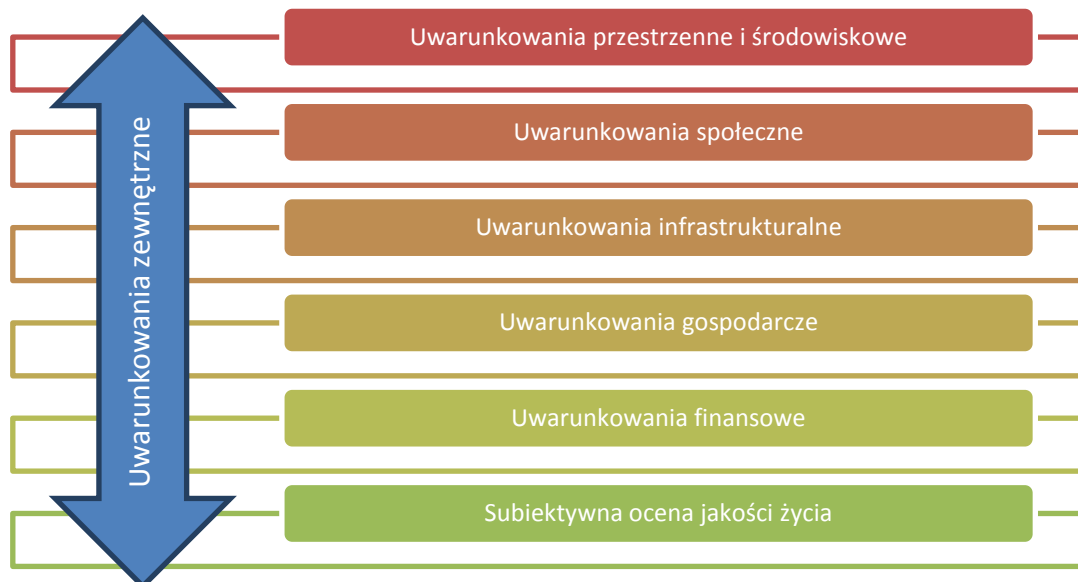 Uwarunkowania zewnętrzne
Uwarunkowania przestrzenne i środowiskowe
Uwarunkowania społeczne
Uwarunkowania infrastrukturalne
Uwarunkowania gospodarcze
Uwarunkowania finansowe
Subiektywna ocena jakości życia